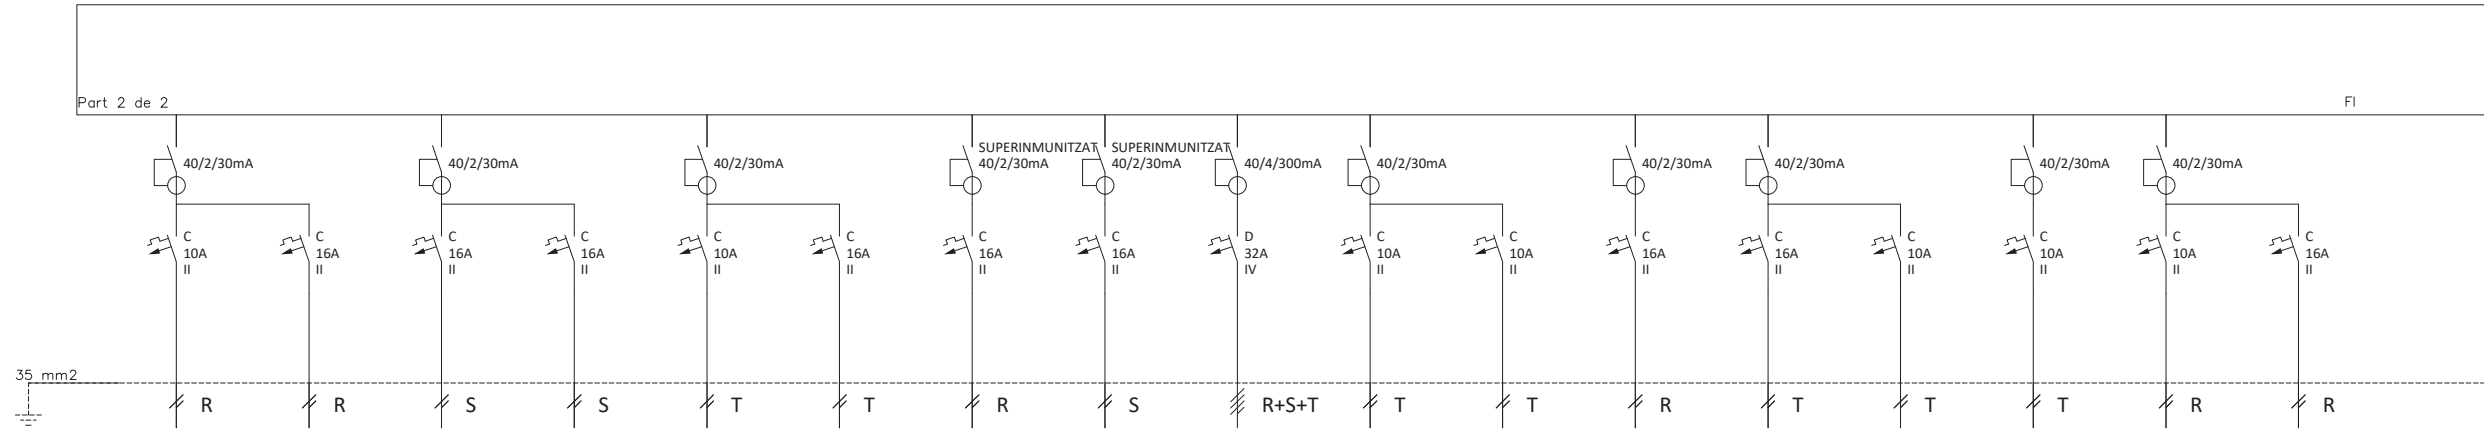 Part 2 de 2
FI
SUPERINMUNITZAT SUPERINMUNITZAT
40/2/30mA 40/2/30mA 40/2/30mA 40/2/30mA 40/2/30mA 40/4/300mA 40/2/30mA 40/2/30mA 40/2/30mA 40/2/30mA 40/2/30mA
C C C C C C C C D C C C C C C C C
10A 16A 16A 16A 10A 16A 16A 16A 32A 10A 10A 16A 16A 10A 10A 10A 16A
II II II II II II II II IV II II II II II II II II
35 mm2
R R S S T T R S R+S+T T T R T T T R R